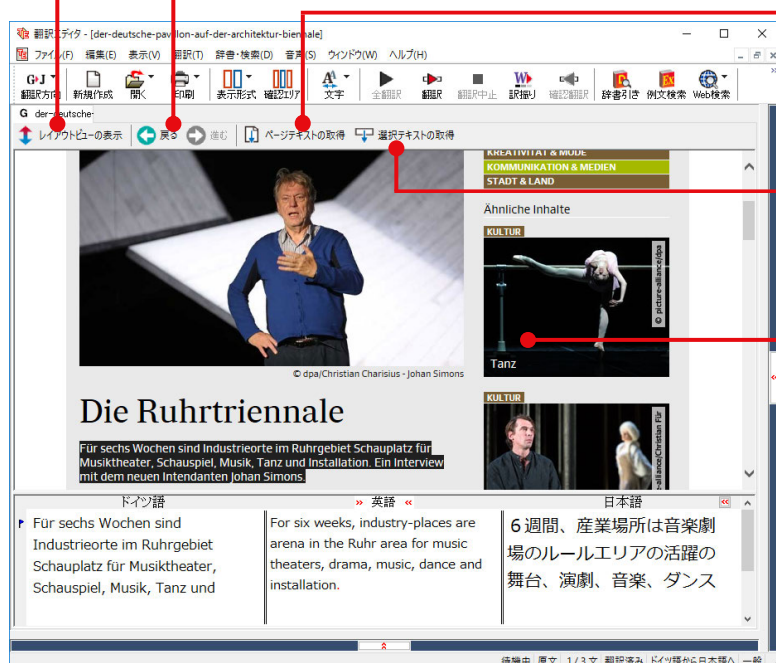 翻訳エディタ - [der-deutsche-pavillon-auf-der-architektur-biennale]
ファイル(F) 編集(E) 表示(V) 翻訳(T) 辞書・検索(D) 音声(S) ウィンドウ(W) ヘルプ(H)
G▸J
翻訳方向 新規作成 開く 印刷 表示形式 確認エリア 文字 全翻訳 翻訳 翻訳中止 訳振り 確認翻訳 辞書引き 例文検索 Web検索
G der-deutsche-
レイアウトビューの表示 戻る 進む ページテキストの取得 選択テキストの取得
KREATIVITÄT & MODE
KOMMUNIKATION & MEDIEN
STADT & LAND
Ähnliche Inhalte
KULTUR
© picture-alliance/dpa
Tanz
© dpa/Christian Charisius - Johan Simons
KULTUR
-alliance/Christian Für
Die Ruhrtriennale
Für sechs Wochen sind Industrieorte im Ruhrgebiet Schauplatz für
Musiktheater, Schauspiel, Musik, Tanz und Installation. Ein Interview
mit dem neuen Intendanten Johan Simons.
ドイツ語 » 英語 « 日本語 «
Für sechs Wochen sind
Industrieorte im Ruhrgebiet
Schauplatz für Musiktheater,
Schauspiel, Musik, Tanz und
For six weeks, industry-places are
arena in the Ruhr area for music
theaters, drama, music, dance and
installation.
６週間、産業場所は音楽劇
場のルールエリアの活躍の
舞台、演劇、音楽、ダンス
待機中 原文 1/3文 翻訳済み ドイツ語から日本語へ 一般